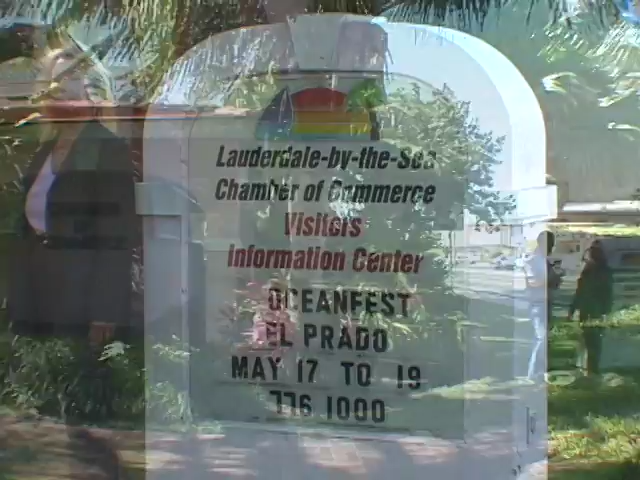 Lauderdale-by-the-Sea
Chamber of Commerce
Visitors
Information Center
OCEANFEST
EL PRADO
MAY 17 TO 19
776 1000